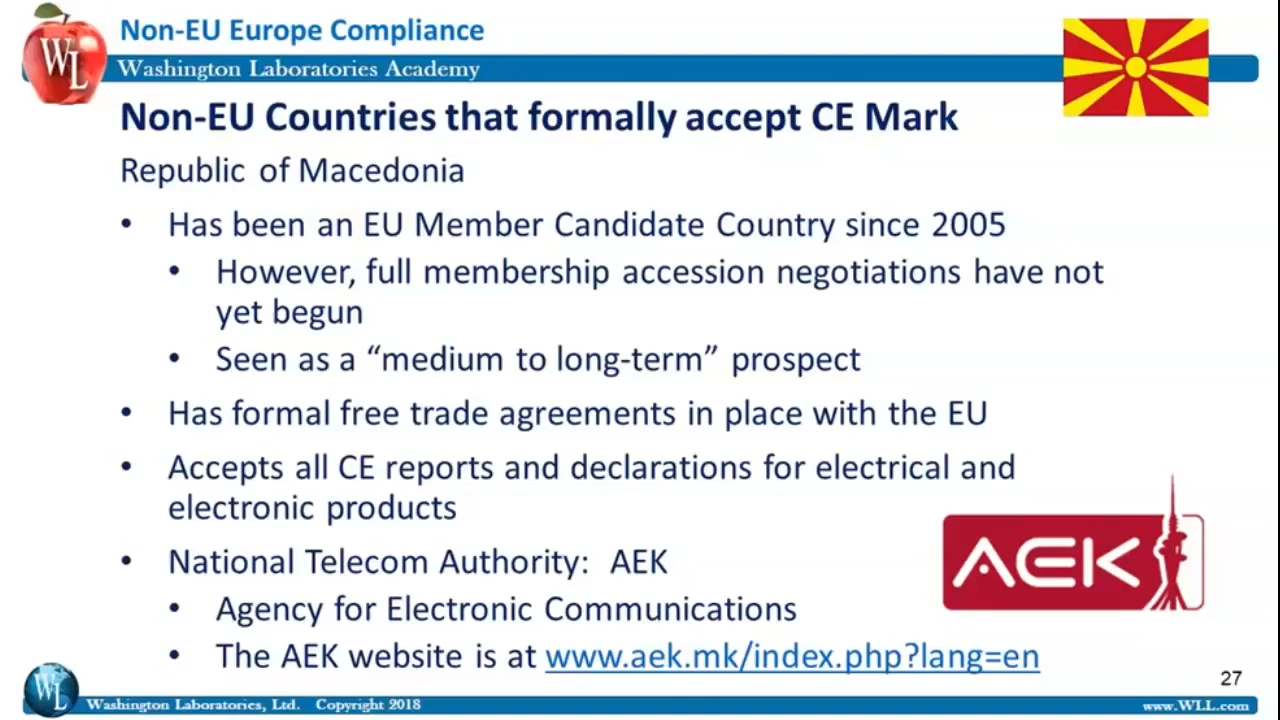 Non-EU Europe Compliance
WL
Washington Laboratories Academy
Non-EU Countries that formally accept CE Mark
Republic of Macedonia
• Has been an EU Member Candidate Country since 2005
• However, full membership accession negotiations have not
yet begun
• Seen as a “medium to long-term” prospect
• Has formal free trade agreements in place with the EU
• Accepts all CE reports and declarations for electrical and
electronic products
• National Telecom Authority: AEK
• Agency for Electronic Communications
• The AEK website is at www.aek.mk/index.php?lang=en
AEK
27
WL
Washington Laboratories, Ltd. Copyright 2018
www.WLL.com